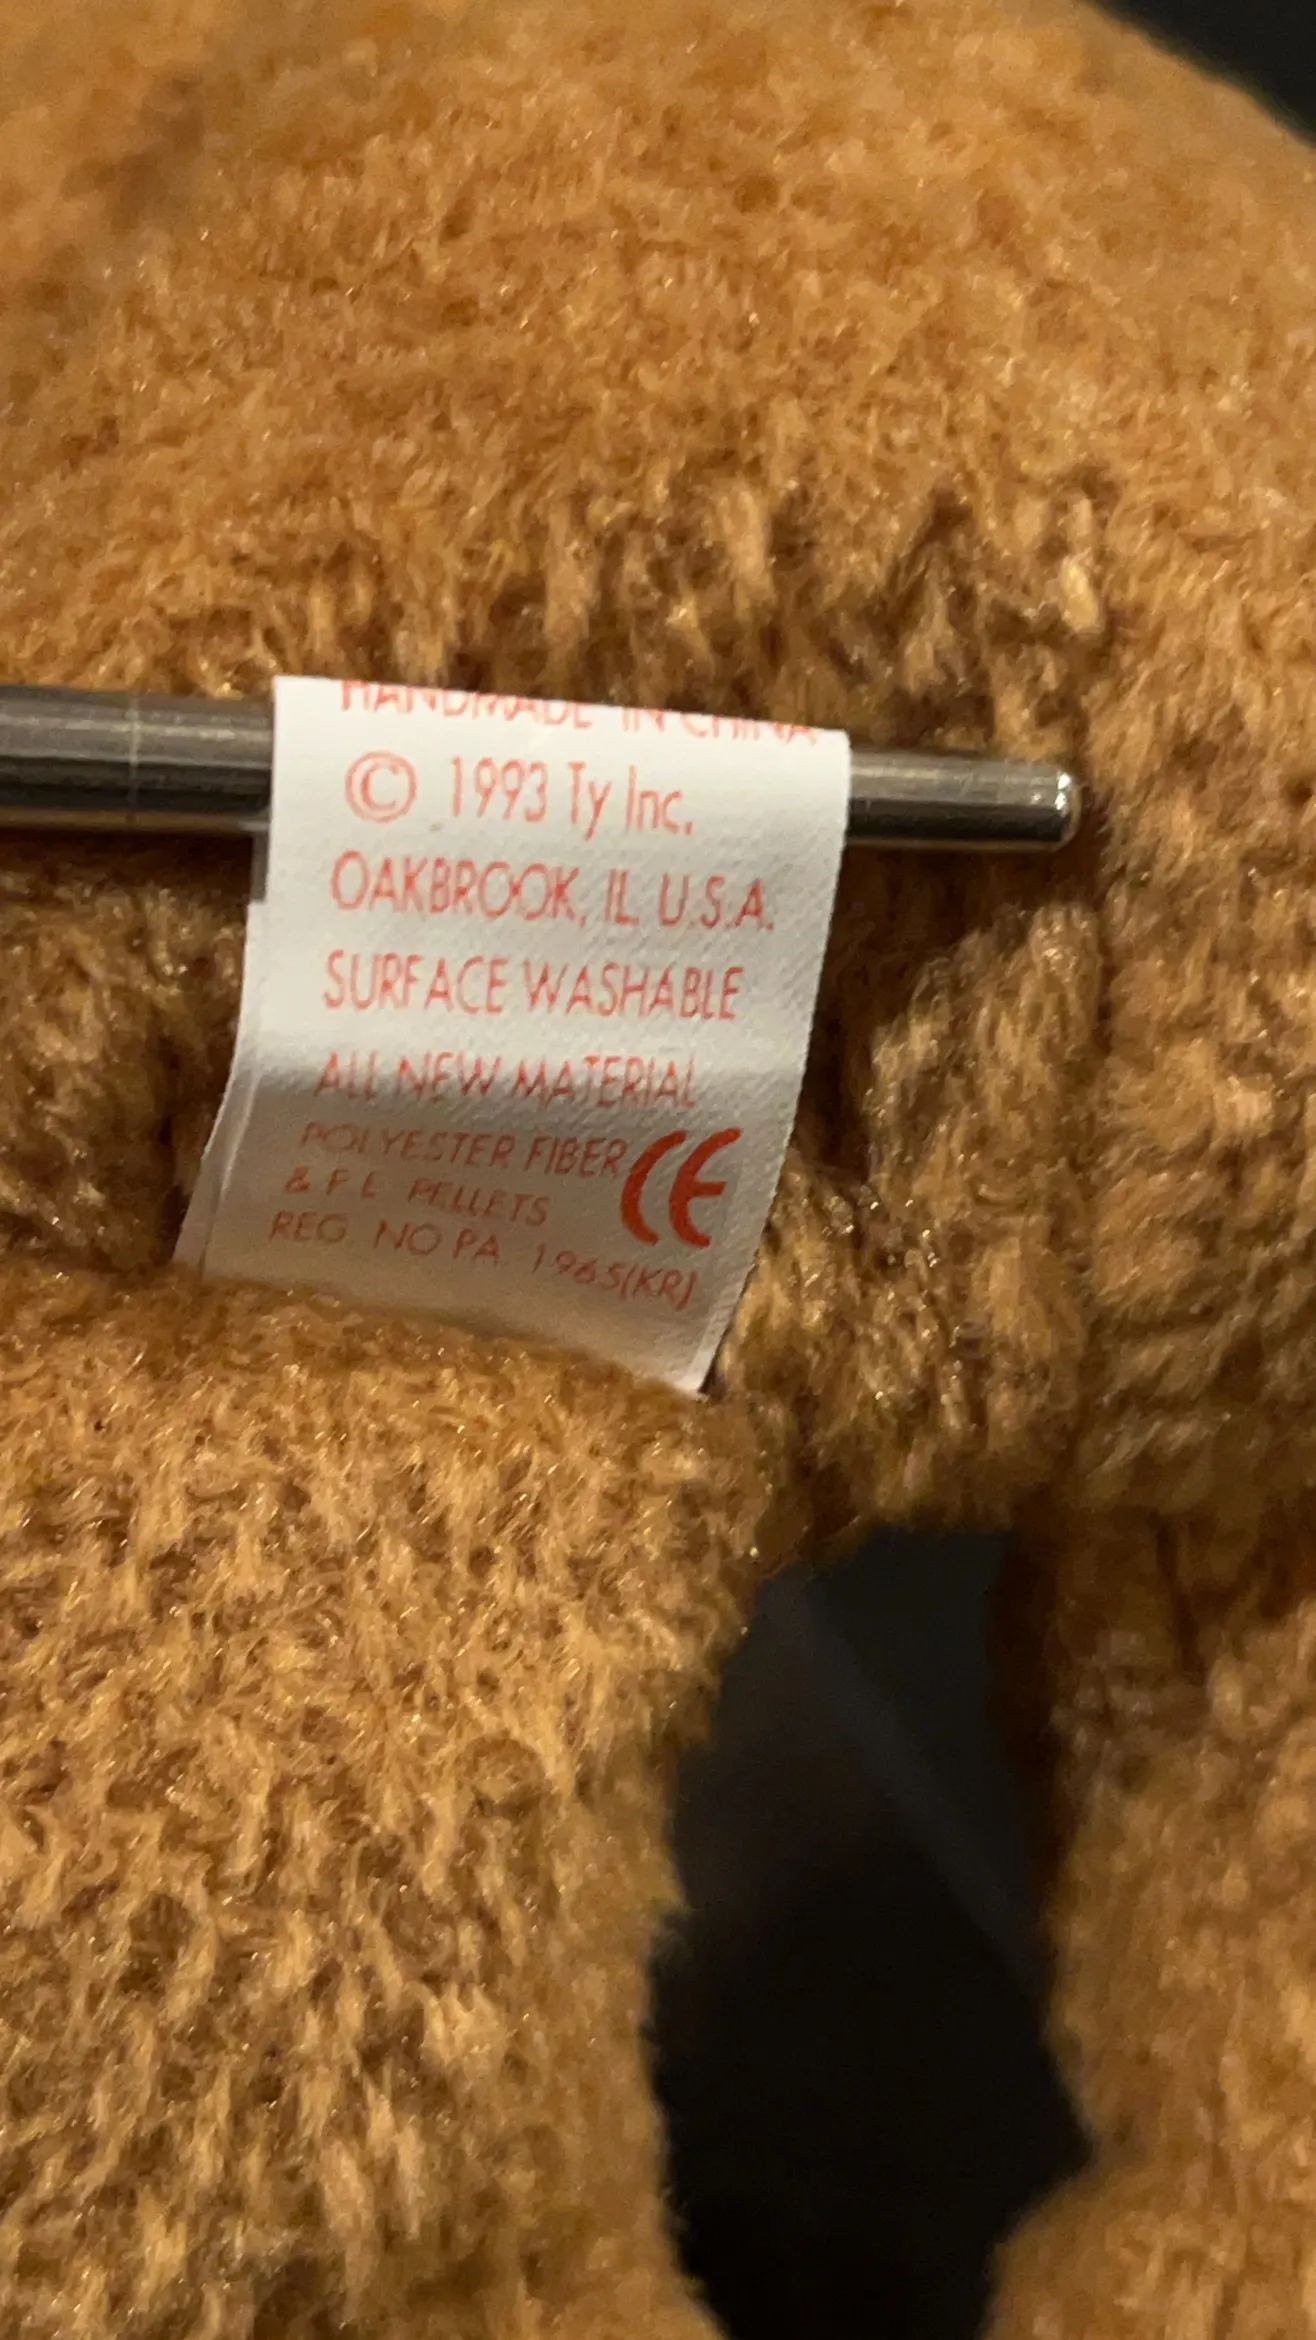 HANDMADE IN CHINA
© 1993 Ty Inc.
OAKBROOK, IL U.S.A.
SURFACE WASHABLE
ALL NEW MATERIAL
POLYESTER FIBER
& P.E. PELLETS CE
REG. NO PA. 1965(KR)